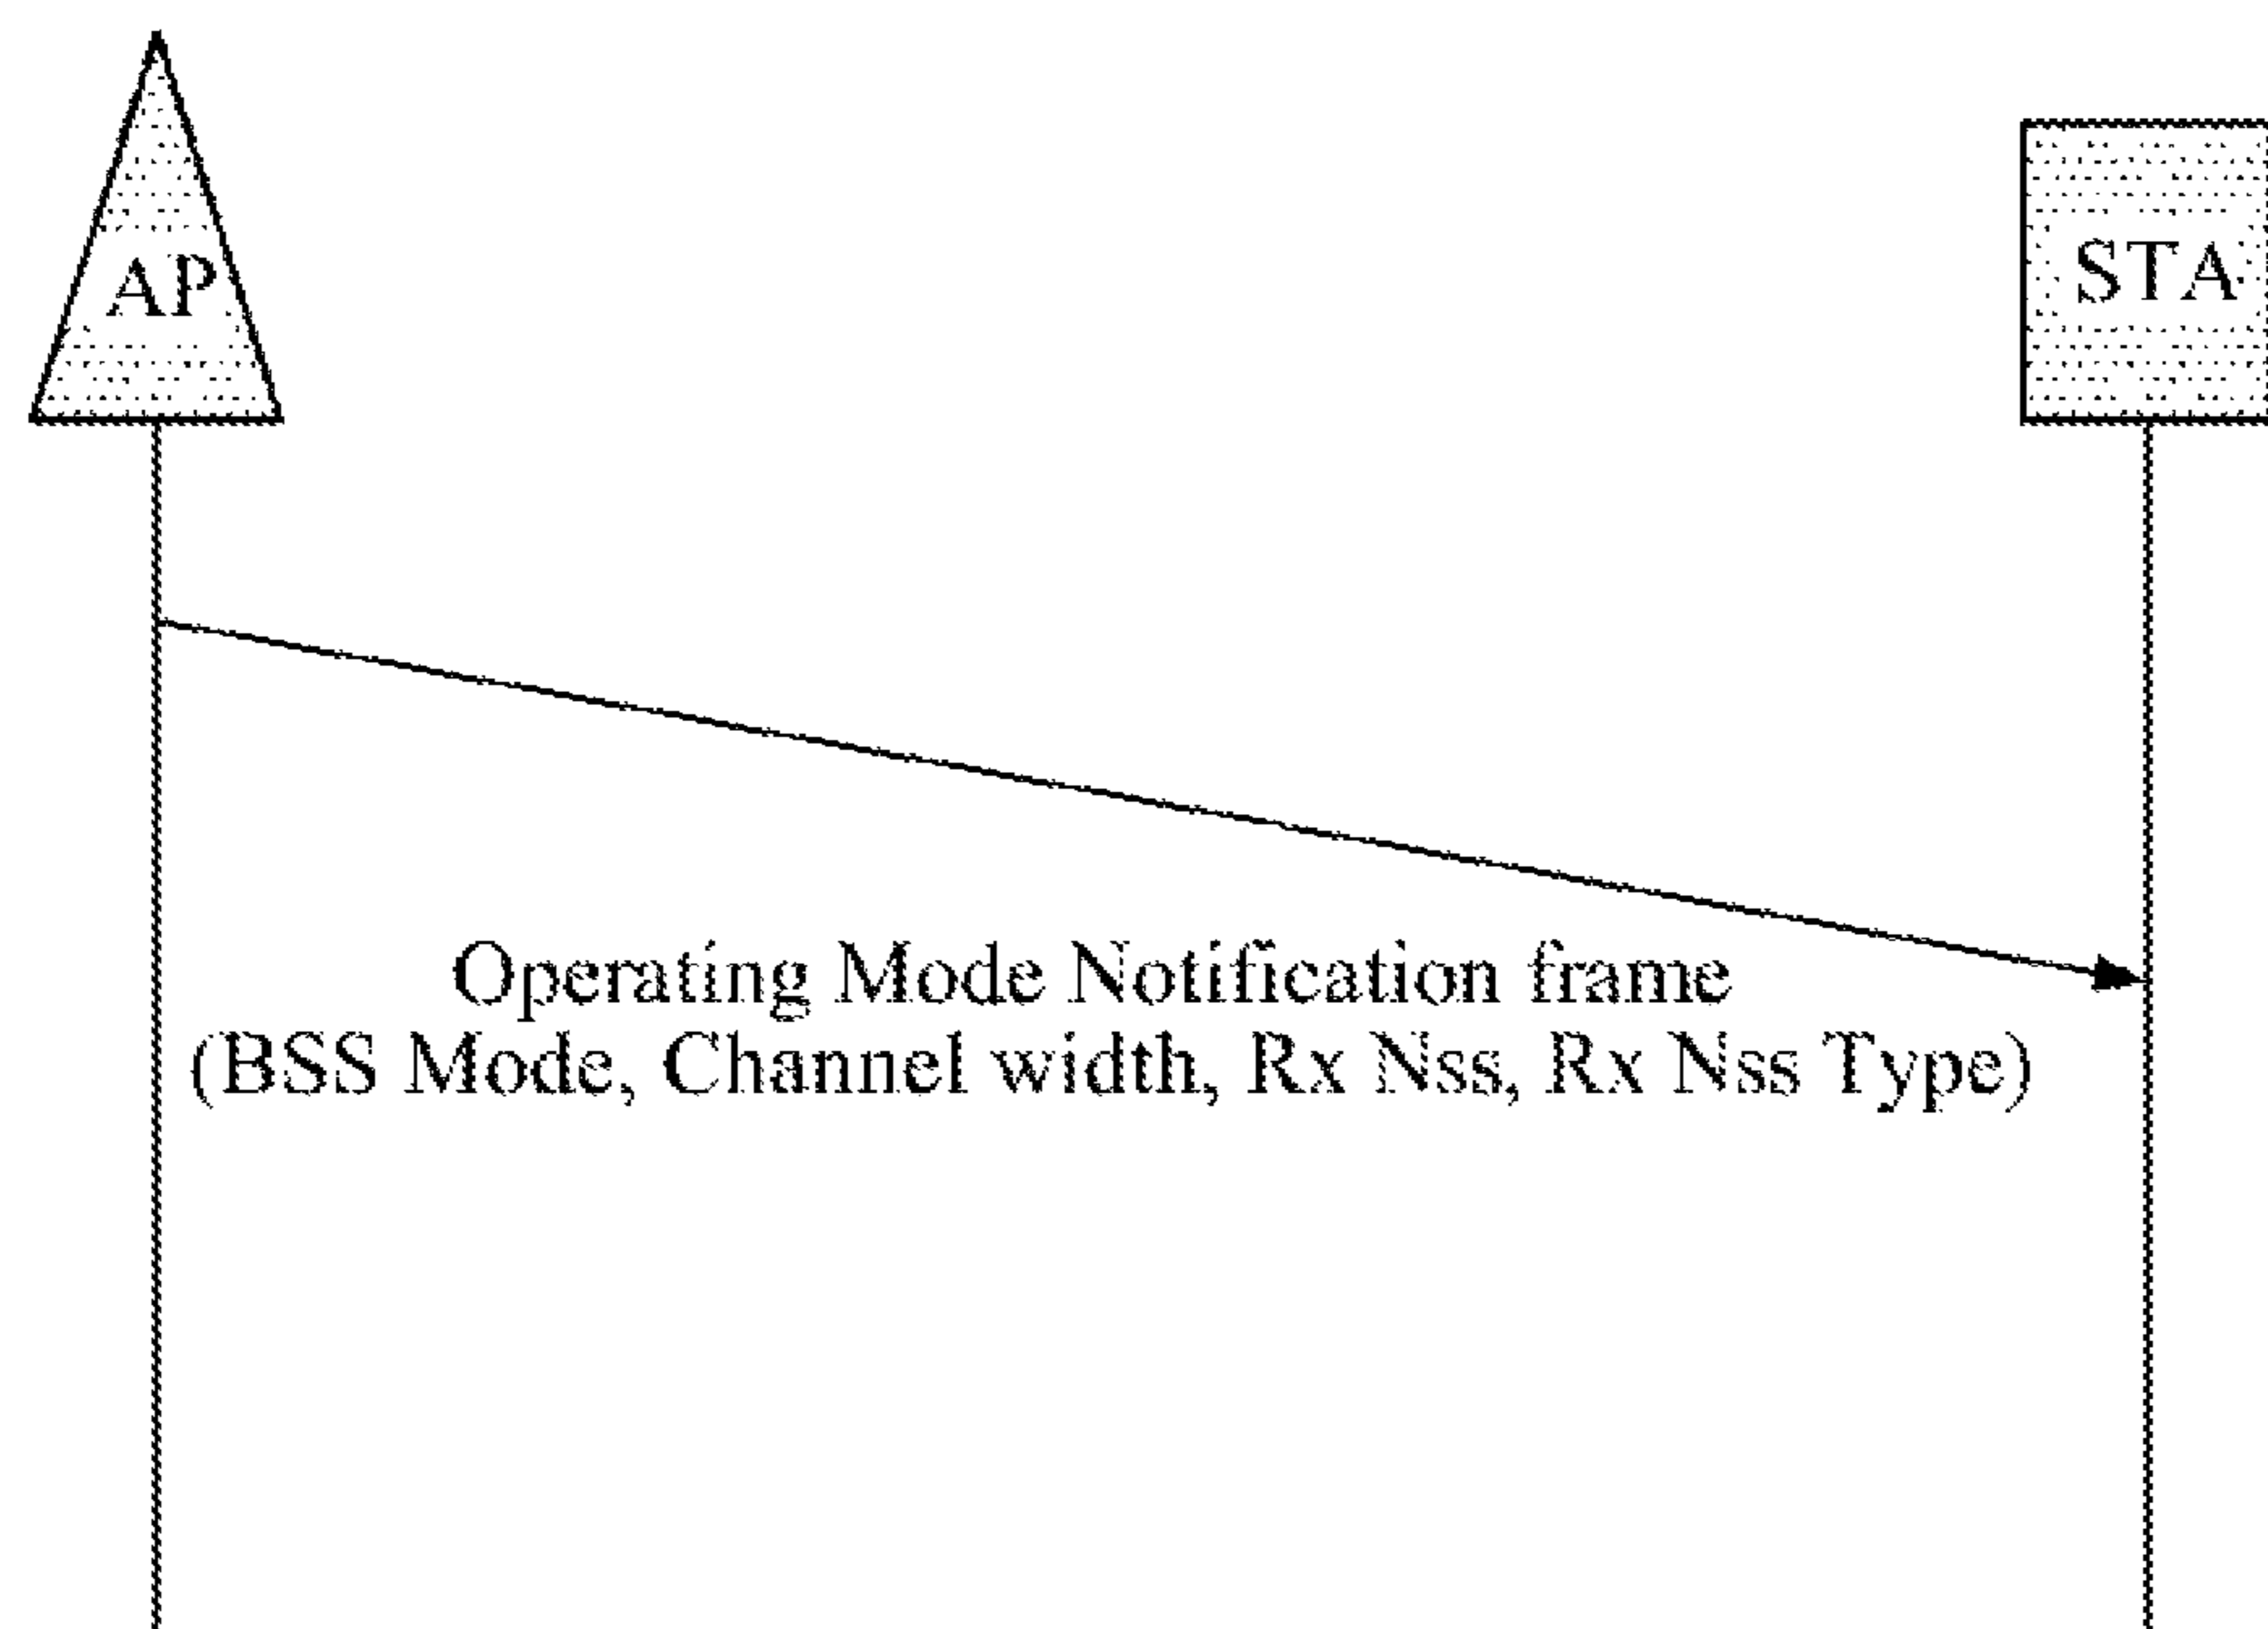 AP
STA
Operating Mode Notification frame
(BSS Mode, Channel width, Rx Nss, Rx Nss Type)